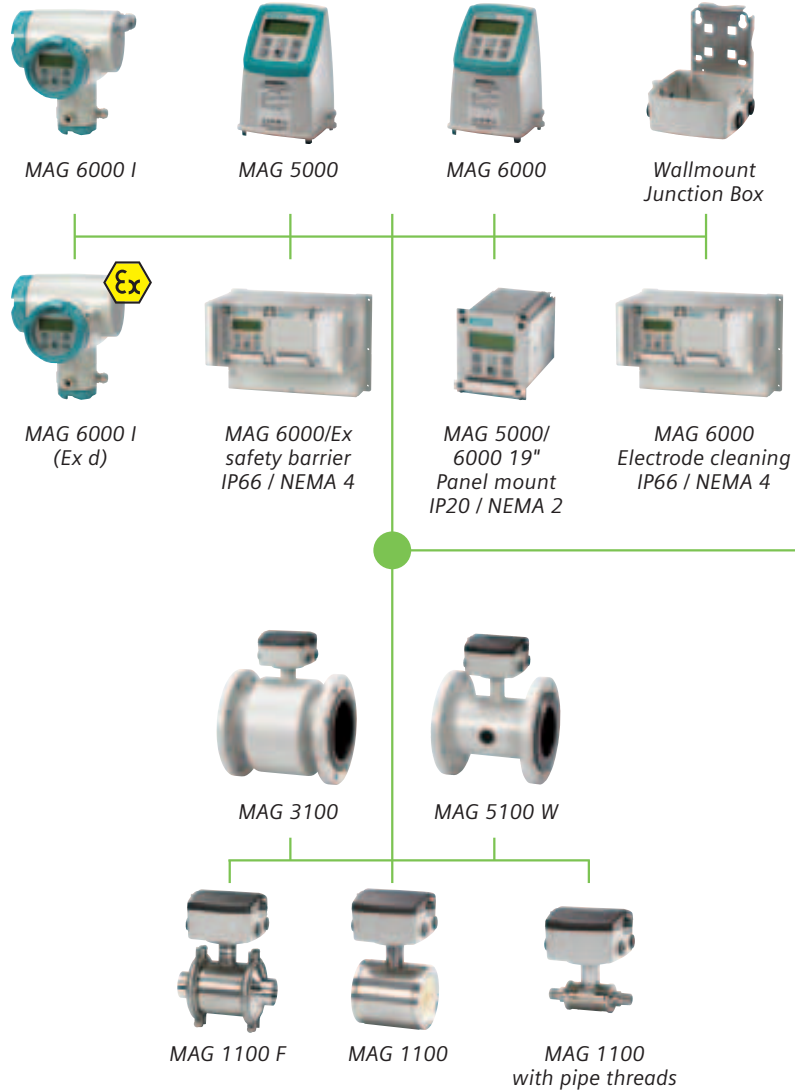 MAG 6000 I
MAG 5000
MAG 6000
Wallmount
Junction Box
Ex
MAG 6000 I
(Ex d)
MAG 6000/Ex
safety barrier
IP66 / NEMA 4
MAG 5000/
6000 19"
Panel mount
IP20 / NEMA 2
MAG 6000
Electrode cleaning
IP66 / NEMA 4
MAG 3100
MAG 5100 W
MAG 1100 F
MAG 1100
MAG 1100
with pipe threads